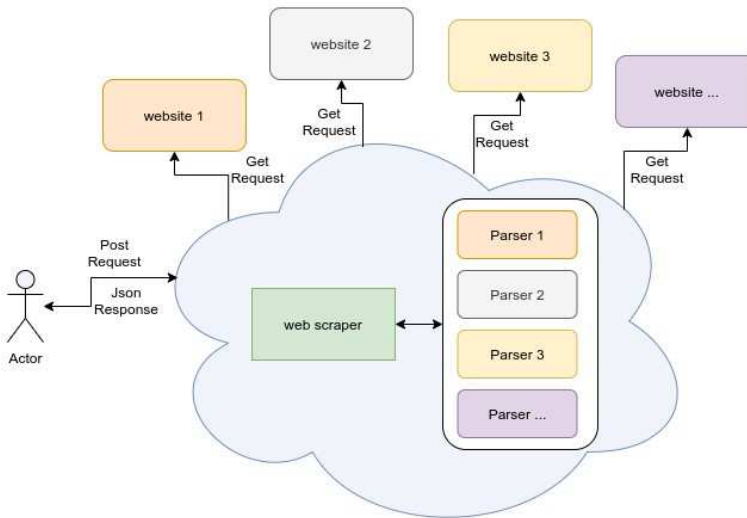 website 2
website 3
website ...
website 1
Get
Request
Get
Request
Get
Request
Get
Request
Post
Request
Json
Response
Actor
web scraper
Parser 1
Parser 2
Parser 3
Parser ...